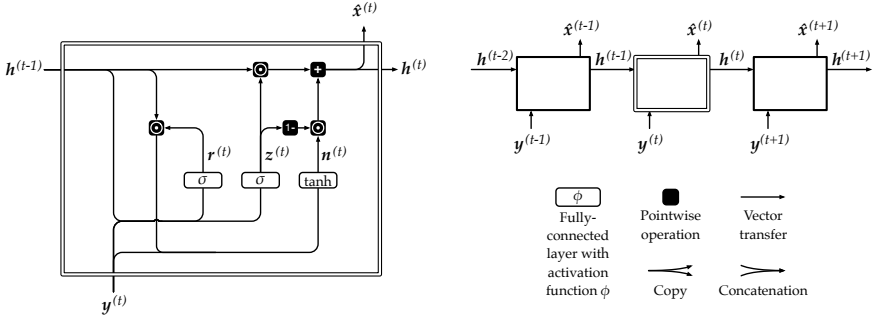 x̂(t)
h(t-1)
h(t)
r(t) z(t) n(t)
σ σ tanh
1-
+
y(t)
x̂(t-1) x̂(t) x̂(t+1)
h(t-2) h(t-1) h(t) h(t+1)
y(t-1) y(t) y(t+1)
ϕ
Fully-
connected
layer with
activation
function ϕ
Pointwise
operation
Vector
transfer
Copy
Concatenation